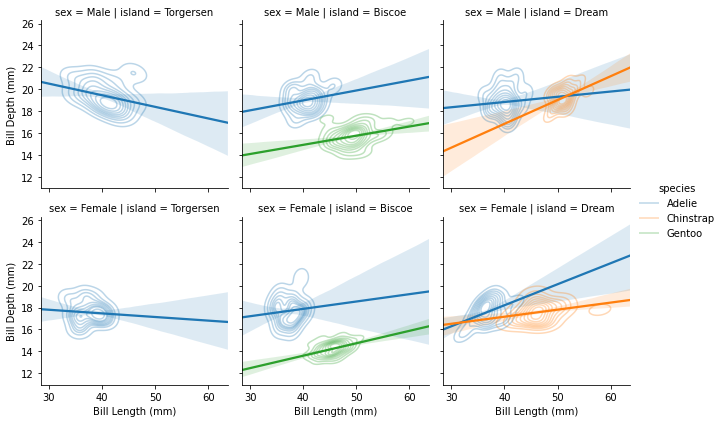 sex = Male | island = Torgersen
sex = Male | island = Biscoe
sex = Male | island = Dream
26
24
22
20
18
16
14
12
Bill Depth (mm)
species
Adelie
Chinstrap
Gentoo
sex = Female | island = Torgersen
sex = Female | island = Biscoe
sex = Female | island = Dream
26
24
22
20
18
16
14
12
Bill Depth (mm)
30 40 50 60
30 40 50 60
30 40 50 60
Bill Length (mm)
Bill Length (mm)
Bill Length (mm)